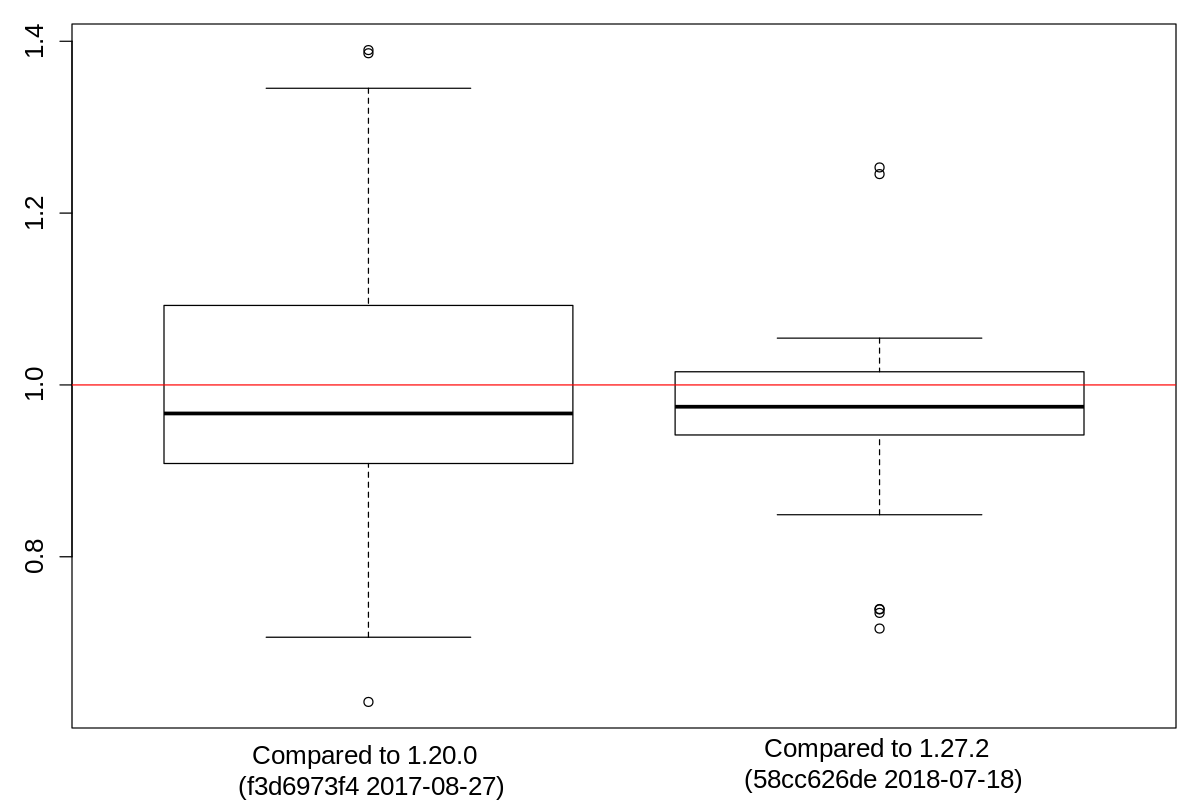 1.4
1.2
1.0
0.8
Compared to 1.20.0
(f3d6973f4 2017-08-27)
Compared to 1.27.2
(58cc626de 2018-07-18)